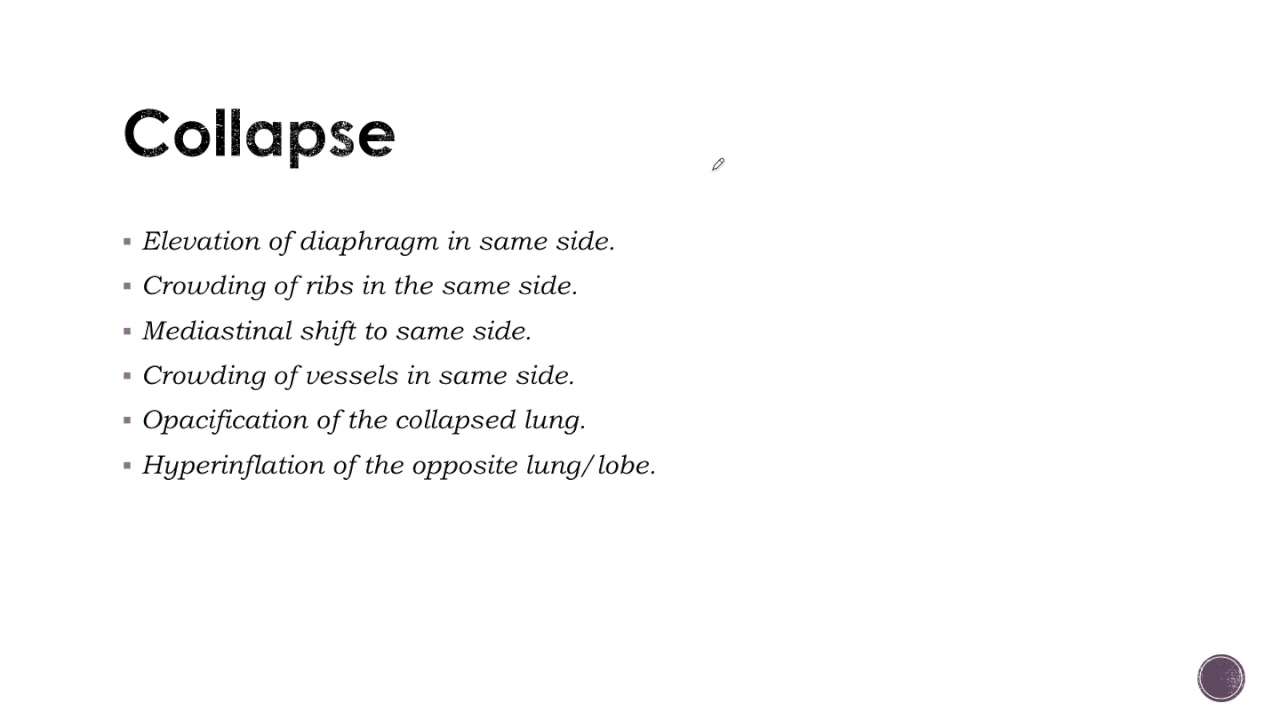 Collapse
▪ Elevation of diaphragm in same side.
▪ Crowding of ribs in the same side.
▪ Mediastinal shift to same side.
▪ Crowding of vessels in same side.
▪ Opacification of the collapsed lung.
▪ Hyperinflation of the opposite lung/lobe.